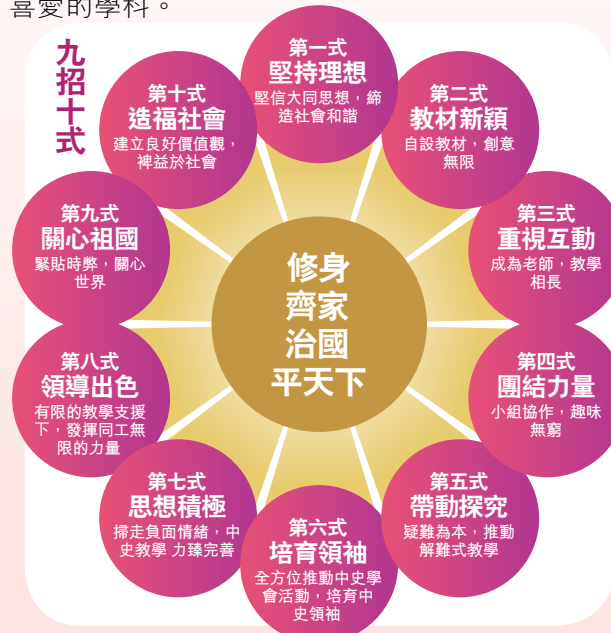 喜愛的學科。
九招十式
第一式
堅持理想
堅信大同思想，締
造社會和諧
第二式
教材新穎
自設教材，創意
無限
第三式
重視互動
成為老師，教學
相長
第四式
團結力量
小組協作，趣味
無窮
第五式
帶動探究
疑難為本，推動
解難式教學
第六式
培育領袖
全方位推動中史學
會活動，培育中
史領袖
第七式
思想積極
掃走負面情緒，中
史教學 力臻完善
第八式
領導出色
有限的教學支援
下，發揮同工無
限的力量
第九式
關心祖國
緊貼時弊，關心
世界
第十式
造福社會
建立良好價值觀，
裨益於社會
修身
齊家
治國
平天下